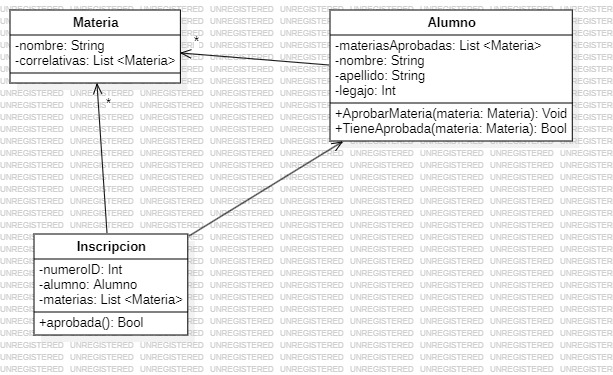 Materia
-nombre: String
-correlativas: List <Materia>
*
Alumno
-materiasAprobadas: List <Materia>
-nombre: String
-apellido: String
-legajo: Int
+AprobarMateria(materia: Materia): Void
+TieneAprobada(materia: Materia): Bool
*
Inscripcion
-numeroID: Int
-alumno: Alumno
-materias: List <Materia>
+aprobada(): Bool
UNREGISTERED